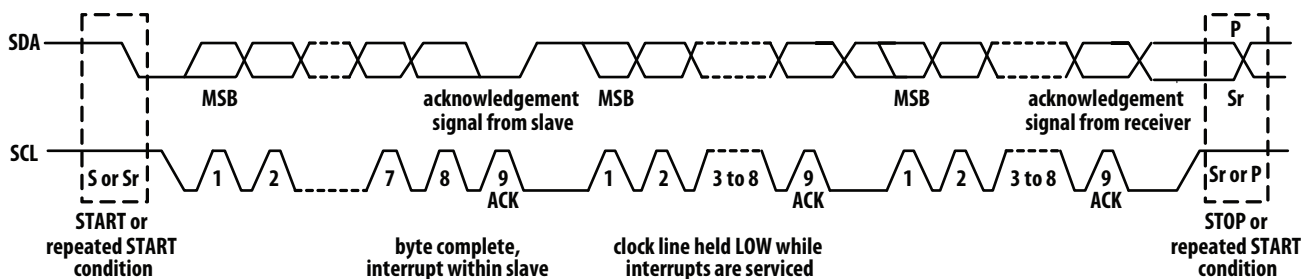 SDA
P
MSB
acknowledgement
signal from slave
MSB
MSB
acknowledgement
signal from receiver
Sr
SCL
S or Sr
1
2
7
8
9
ACK
1
2
3 to 8
9
ACK
1
2
3 to 8
9
ACK
Sr or P
START or
repeated START
condition
byte complete,
interrupt within slave
clock line held LOW while
interrupts are serviced
STOP or
repeated START
condition